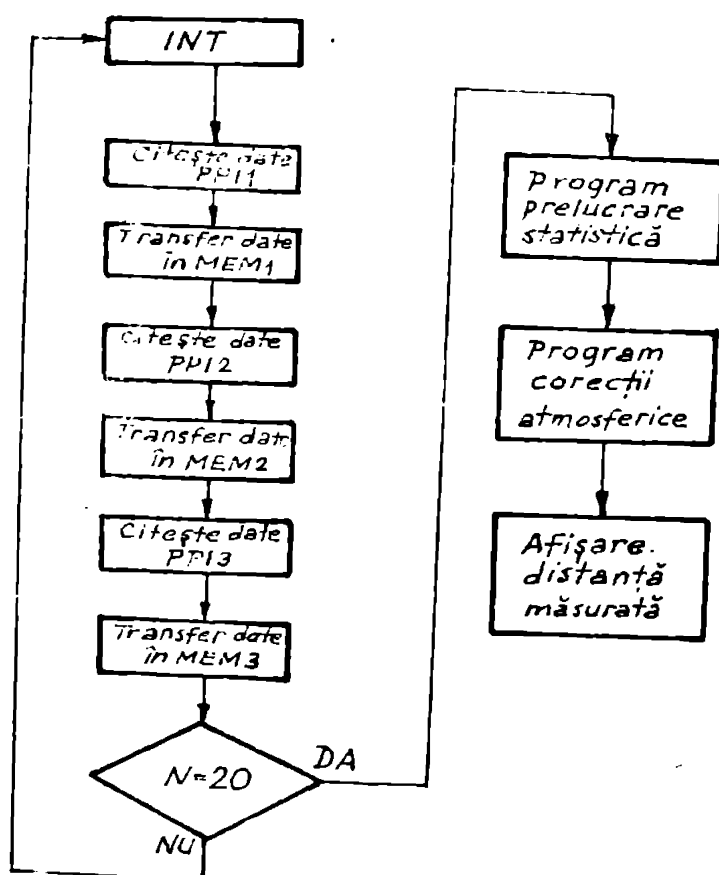 INT
Citește date
PPI1
Transfer date
în MEM1
Citește date
PPI2
Transfer date
în MEM2
Citește date
PPI3
Transfer date
în MEM3
N=20
DA
NU
Program
prelucrare
statistică
Program
corecții
atmosferice
Afișare
distanță
măsurată